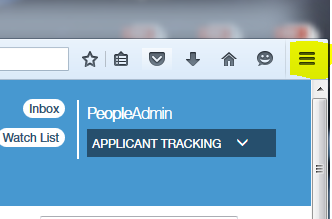 Inbox
PeopleAdmin
Watch List
APPLICANT TRACKING